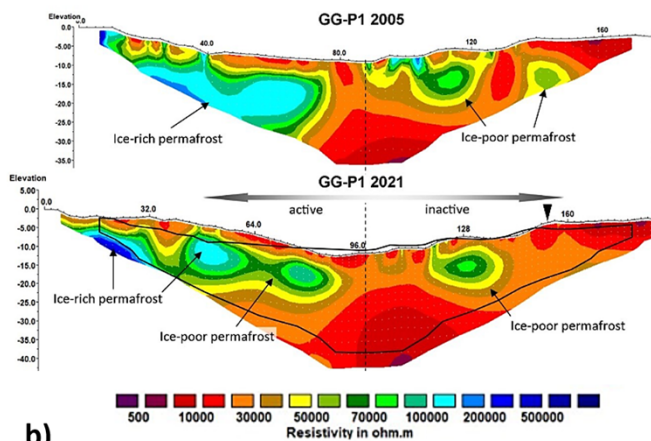 GG-P1 2005
Elevation
0.0 40.0 80.0 120 160
0.0
-5.0
-10.0
-15.0
-20.0
-25.0
-30.0
-35.0
Ice-rich permafrost
Ice-poor permafrost
GG-P1 2021
Elevation
active inactive
0.0 32.0 64.0 96.0 128 160
5.00
0.0
-5.00
-10.0
-15.0
-20.0
-25.0
-30.0
-35.0
-40.0
Ice-rich permafrost
Ice-poor permafrost
Ice-poor permafrost
500 10000 30000 50000 70000 100000 200000 500000
Resistivity in ohm.m
b)